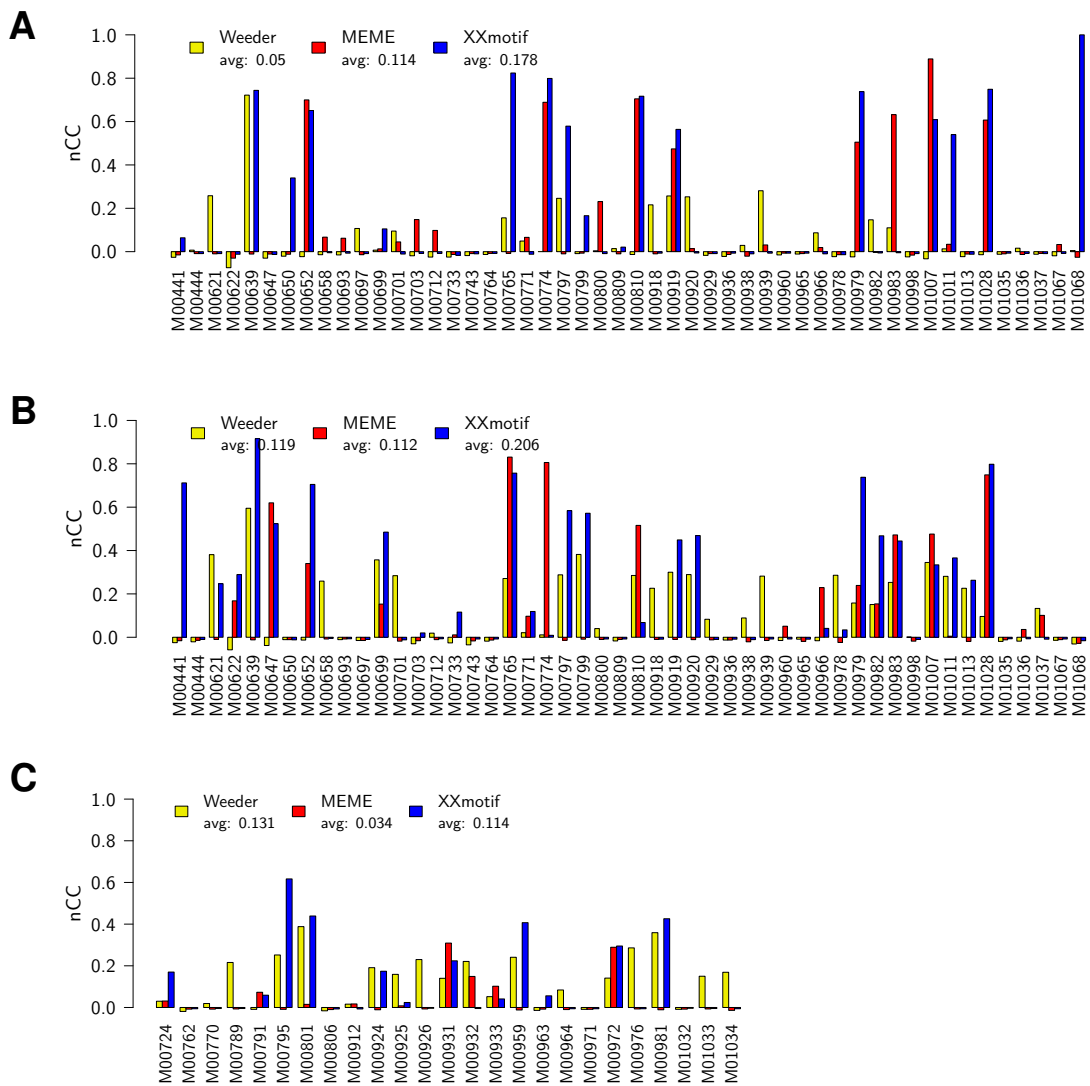 A
Weeder MEME XXmotif
avg: 0.05 avg: 0.114 avg: 0.178
nCC
1.0
0.8
0.6
0.4
0.2
0.0
M00441 M00444 M00621 M00622 M00639 M00647 M00650 M00652 M00658 M00693 M00697 M00699 M00701 M00703 M00712 M00733 M00743 M00764 M00765 M00771 M00774 M00797 M00799 M00800 M00809 M00810 M00918 M00919 M00920 M00929 M00936 M00938 M00939 M00960 M00965 M00966 M00978 M00979 M00982 M00983 M00998 M01007 M01011 M01013 M01028 M01035 M01036 M01037 M01067 M01068
B
Weeder MEME XXmotif
avg: 0.119 avg: 0.112 avg: 0.206
nCC
1.0
0.8
0.6
0.4
0.2
0.0
M00441 M00444 M00621 M00622 M00639 M00647 M00650 M00652 M00658 M00693 M00697 M00699 M00701 M00703 M00712 M00733 M00743 M00764 M00765 M00771 M00774 M00797 M00799 M00800 M00809 M00810 M00918 M00919 M00920 M00929 M00936 M00938 M00939 M00960 M00965 M00966 M00978 M00979 M00982 M00983 M00998 M01007 M01011 M01013 M01028 M01035 M01036 M01037 M01067 M01068
C
Weeder MEME XXmotif
avg: 0.131 avg: 0.034 avg: 0.114
nCC
1.0
0.8
0.6
0.4
0.2
0.0
M00724 M00762 M00770 M00789 M00791 M00795 M00801 M00806 M00912 M00924 M00925 M00926 M00931 M00932 M00933 M00959 M00963 M00964 M00971 M00972 M00976 M00981 M01032 M01033 M01034